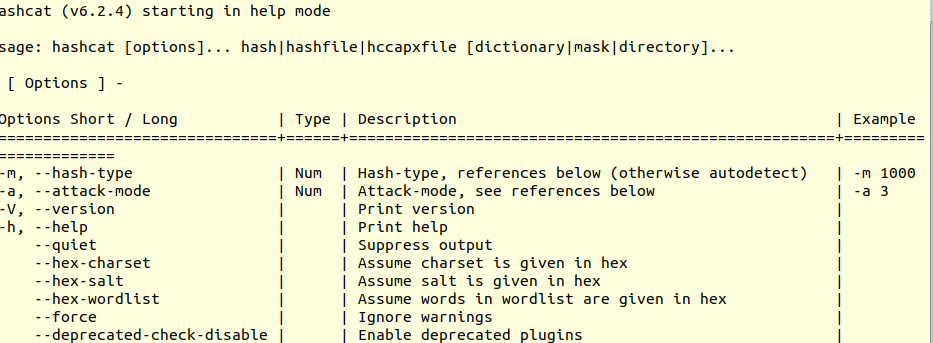 ashcat (v6.2.4) starting in help mode
sage: hashcat [options]... hash|hashfile|hccapxfile [dictionary|mask|directory]...
[ Options ] -
Options Short / Long | Type | Description | Example
===============================+======+======================================================+=========
=============
-m, --hash-type | Num | Hash-type, references below (otherwise autodetect) | -m 1000
-a, --attack-mode | Num | Attack-mode, see references below | -a 3
-V, --version | | Print version |
-h, --help | | Print help |
--quiet | | Suppress output |
--hex-charset | | Assume charset is given in hex |
--hex-salt | | Assume salt is given in hex |
--hex-wordlist | | Assume words in wordlist are given in hex |
--force | | Ignore warnings |
--deprecated-check-disable | | Enable deprecated plugins |